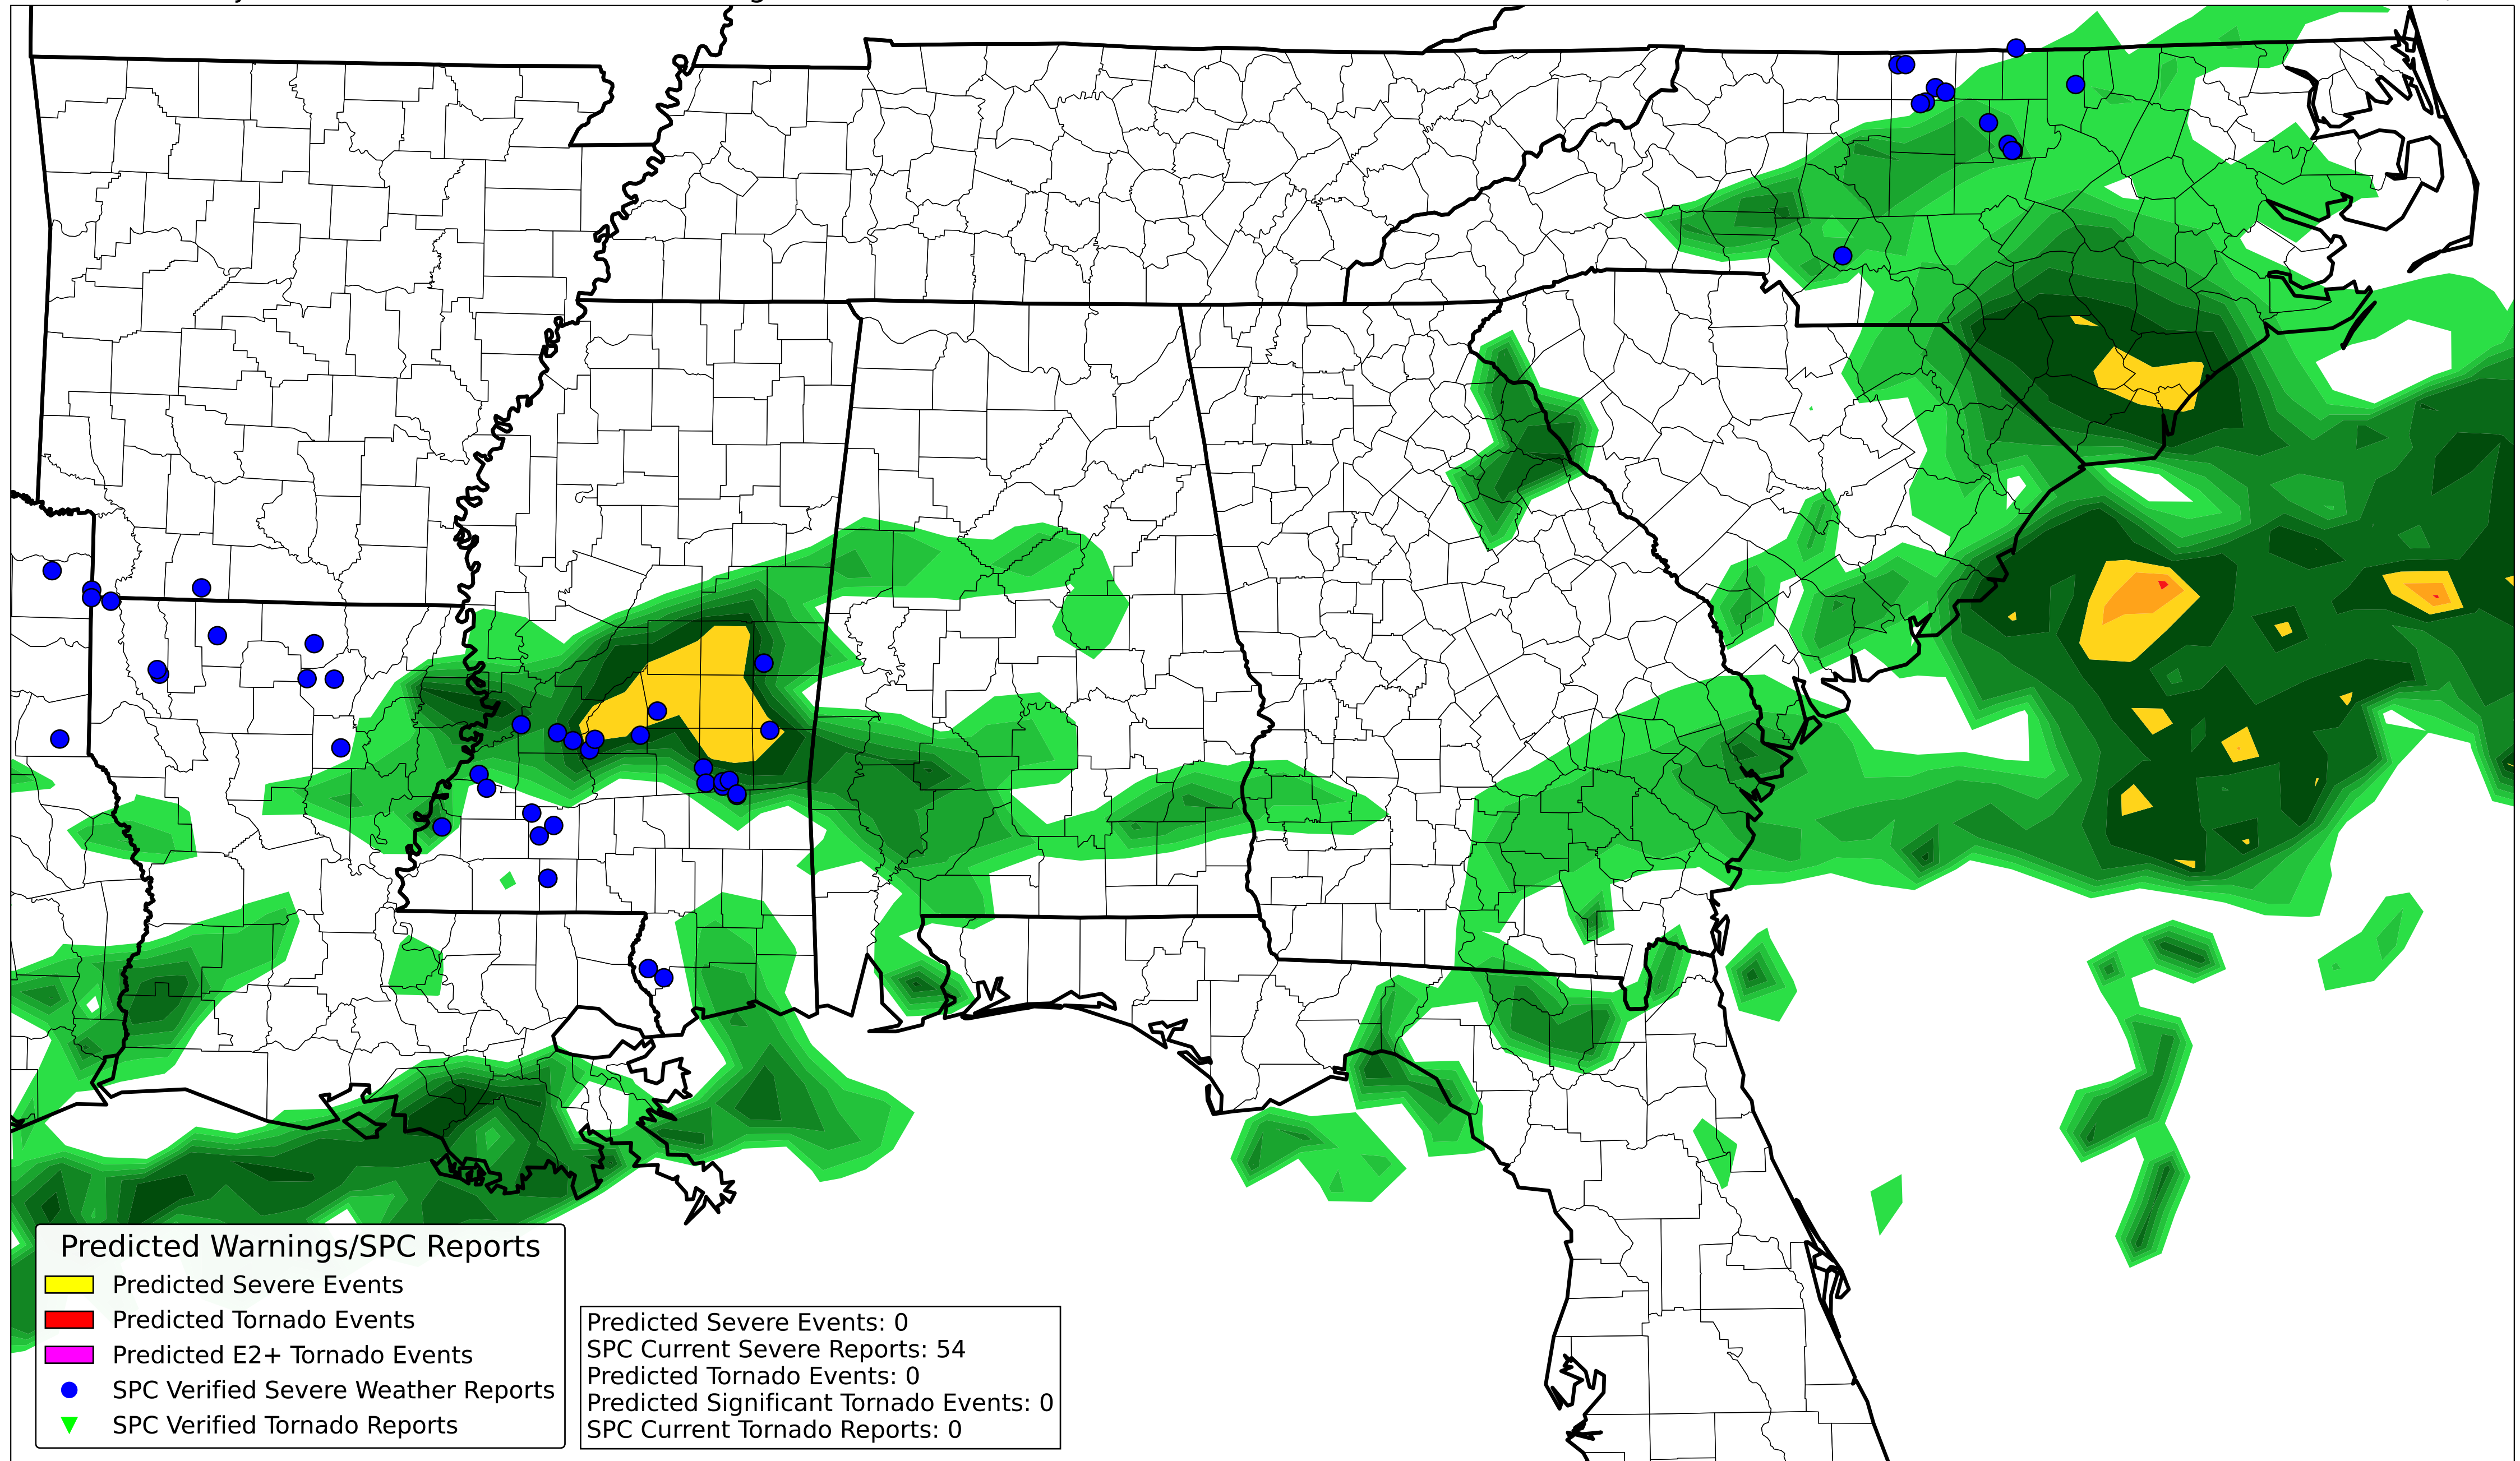 Predicted Warnings/SPC Reports
Predicted Severe Events
Predicted Tornado Events
Predicted E2+ Tornado Events
SPC Verified Severe Weather Reports
SPC Verified Tornado Reports
Predicted Severe Events: 0
SPC Current Severe Reports: 54
Predicted Tornado Events: 0
Predicted Significant Tornado Events: 0
SPC Current Tornado Reports: 0